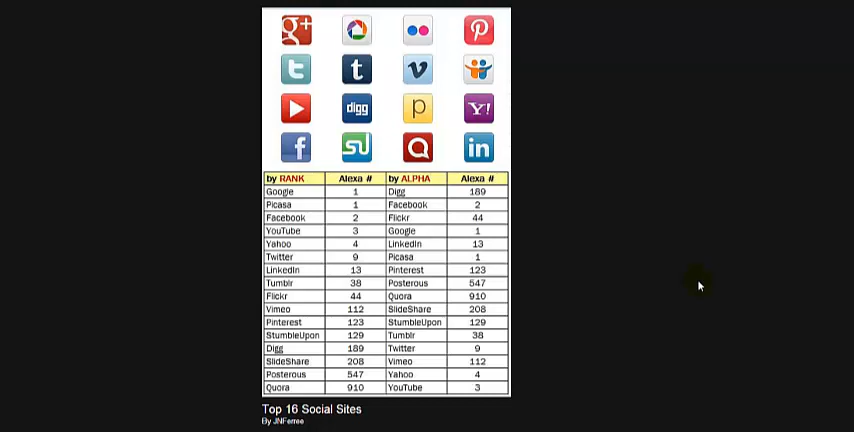 g+ P
t t v
digg p Y!
f SU Q in
by RANK Alexa # by ALPHA Alexa #
Google 1 Digg 189
Picasa 1 Facebook 2
Facebook 2 Flickr 44
YouTube 3 Google 1
Yahoo 4 LinkedIn 13
Twitter 9 Picasa 1
LinkedIn 13 Pinterest 123
Tumblr 38 Posterous 547
Flickr 44 Quora 910
Vimeo 112 SlideShare 208
Pinterest 123 StumbleUpon 129
StumbleUpon 129 Tumblr 38
Digg 189 Twitter 9
SlideShare 208 Vimeo 112
Posterous 547 Yahoo 4
Quora 910 YouTube 3
Top 16 Social Sites
By JNFerree